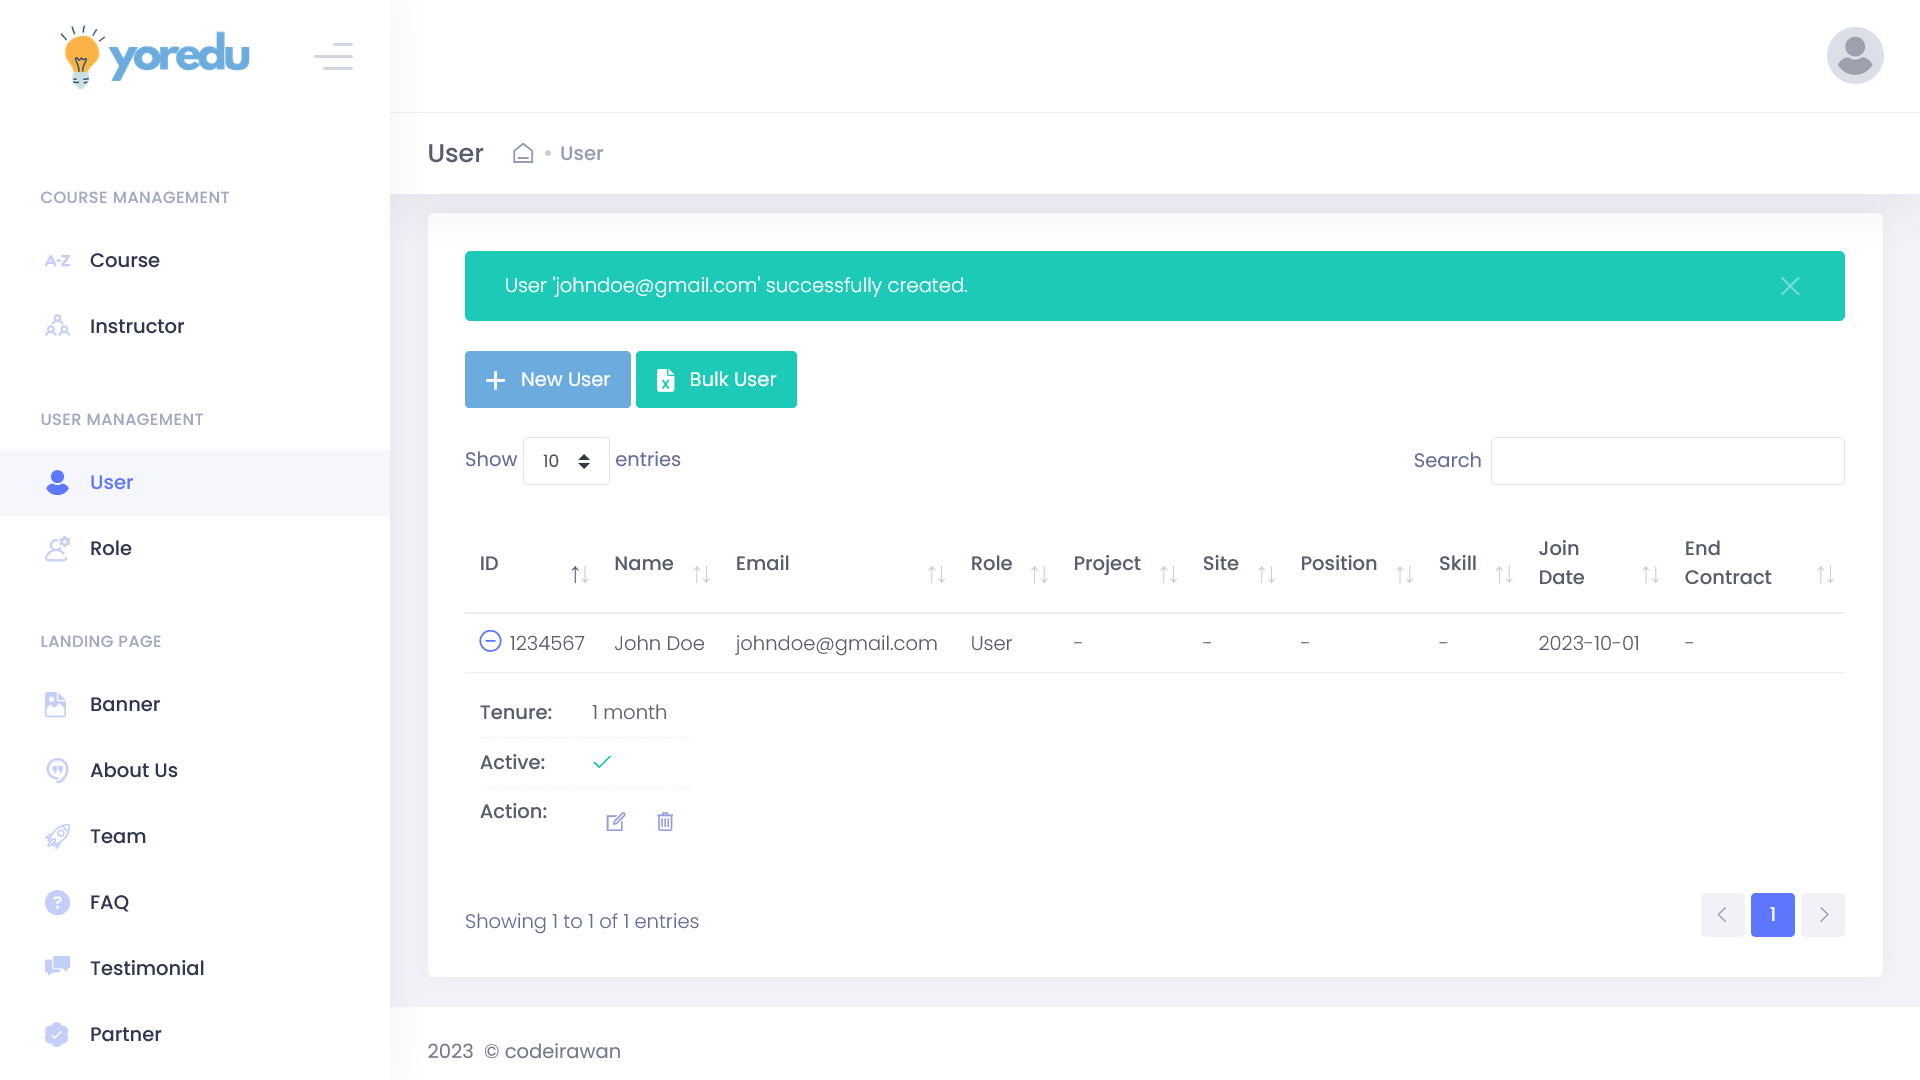 yoredu
User
User
COURSE MANAGEMENT
Course
Instructor
USER MANAGEMENT
User
Role
LANDING PAGE
Banner
About Us
Team
FAQ
Testimonial
Partner
User 'johndoe@gmail.com' successfully created.
New User
Bulk User
Show 10 entries
Search
ID Name Email Role Project Site Position Skill Join Date End Contract
1234567 John Doe johndoe@gmail.com User - - - - 2023-10-01 -
Tenure: 1 month
Active:
Action:
Showing 1 to 1 of 1 entries
1
2023 © codeirawan